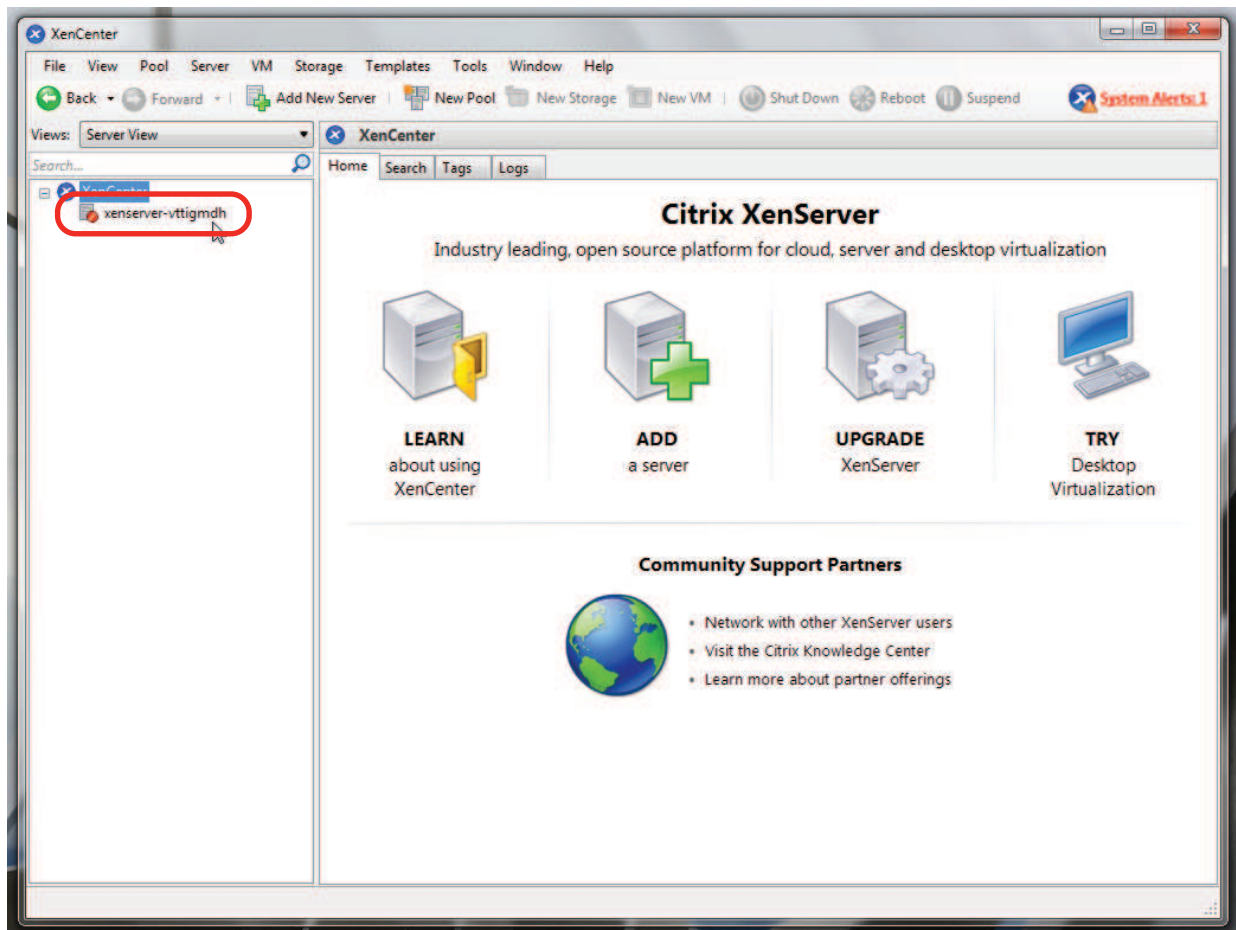 XenCenter
File View Pool Server VM Storage Templates Tools Window Help
Back Forward Add New Server New Pool New Storage New VM Shut Down Reboot Suspend System Alerts: 1
Views: Server View
XenCenter
Search...
Home Search Tags Logs
XenCenter
xenserver-vttigmdh
Citrix XenServer
Industry leading, open source platform for cloud, server and desktop virtualization
LEARN
about using
XenCenter
ADD
a server
UPGRADE
XenServer
TRY
Desktop
Virtualization
Community Support Partners
• Network with other XenServer users
• Visit the Citrix Knowledge Center
• Learn more about partner offerings